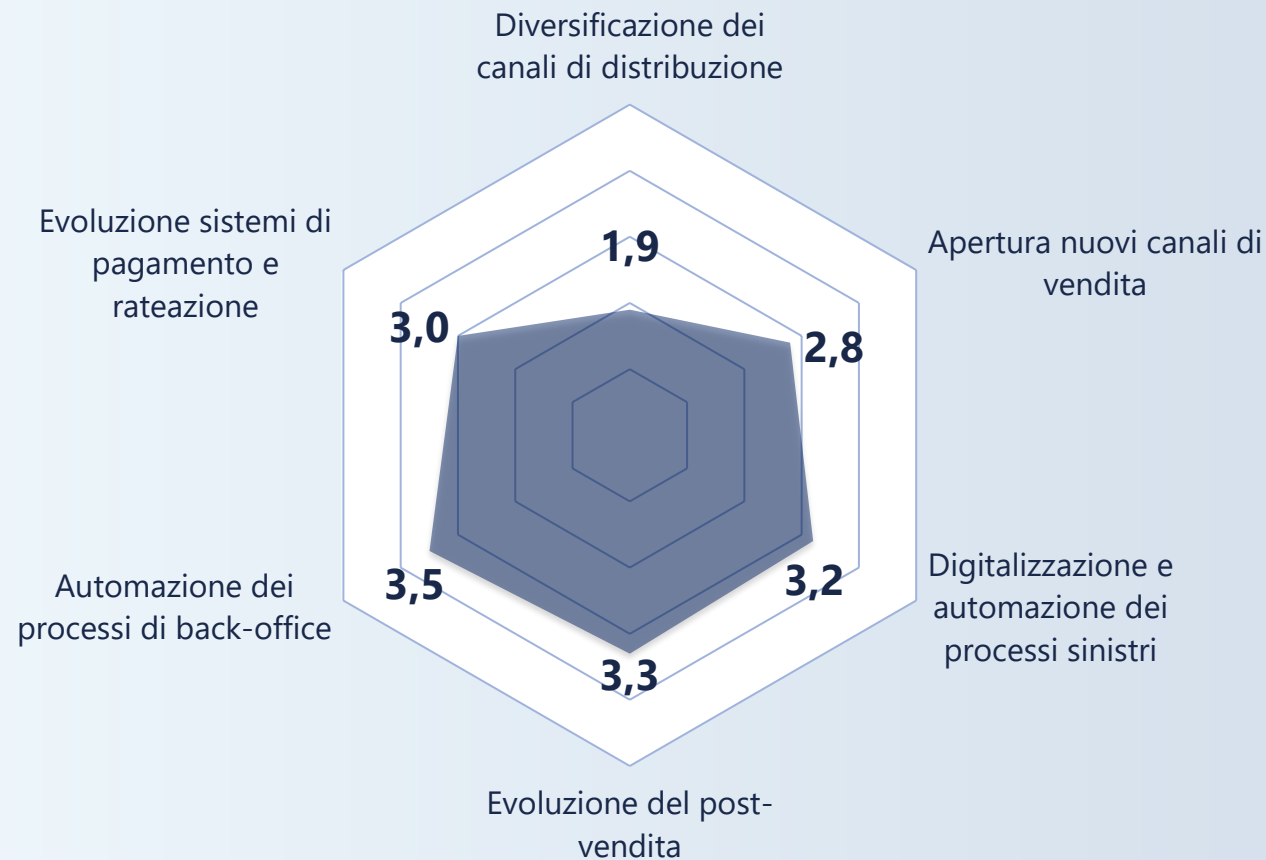 Diversificazione dei
canali di distribuzione
1,9
Apertura nuovi canali di
vendita
2,8
Digitalizzazione e
automazione dei
processi sinistri
3,2
Evoluzione del post-
vendita
3,3
Automazione dei
processi di back-office
3,5
Evoluzione sistemi di
pagamento e
rateazione
3,0